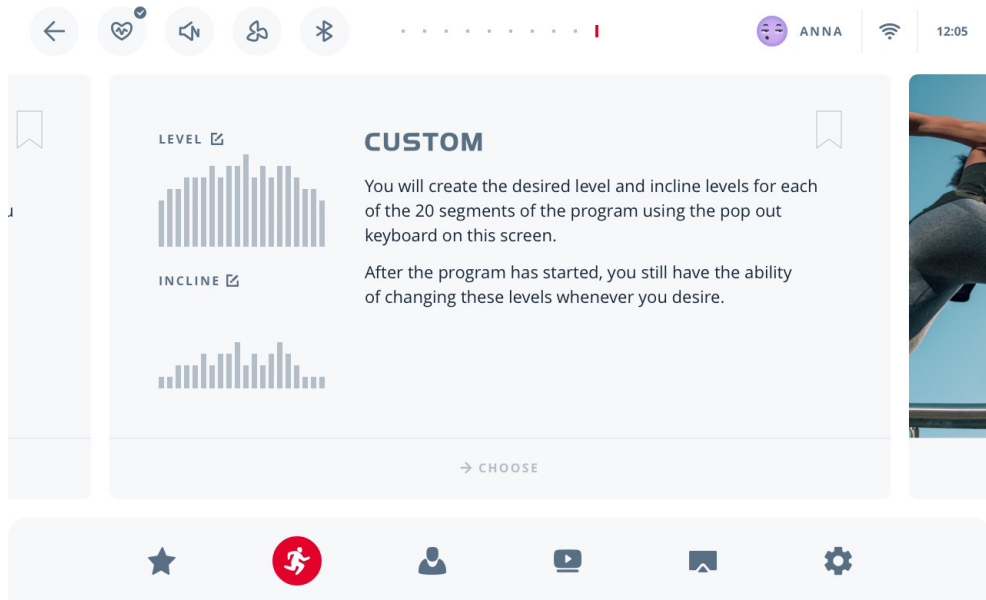 ANNA
12:05
LEVEL
CUSTOM
You will create the desired level and incline levels for each
of the 20 segments of the program using the pop out
keyboard on this screen.
INCLINE
After the program has started, you still have the ability
of changing these levels whenever you desire.
CHOOSE